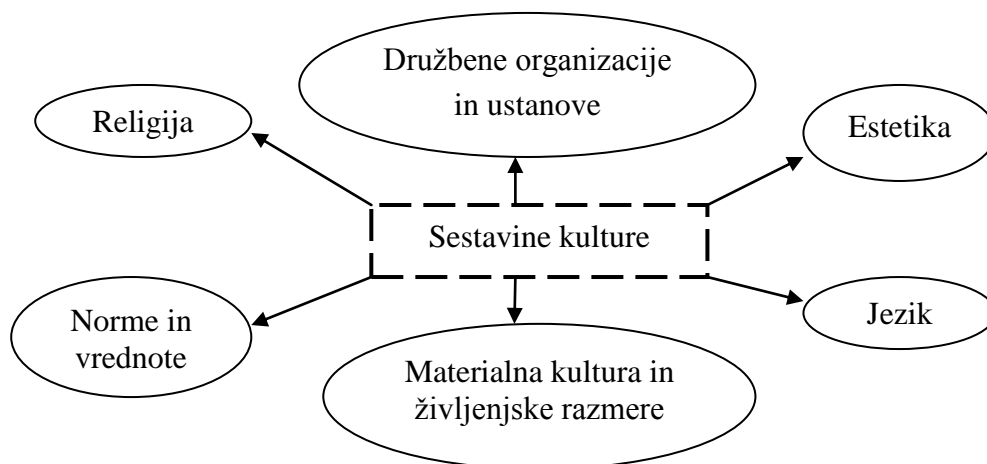 Družbene organizacije
in ustanove
Religija
Estetika
Sestavine kulture
Norme in
vrednote
Jezik
Materialna kultura in
življenjske razmere